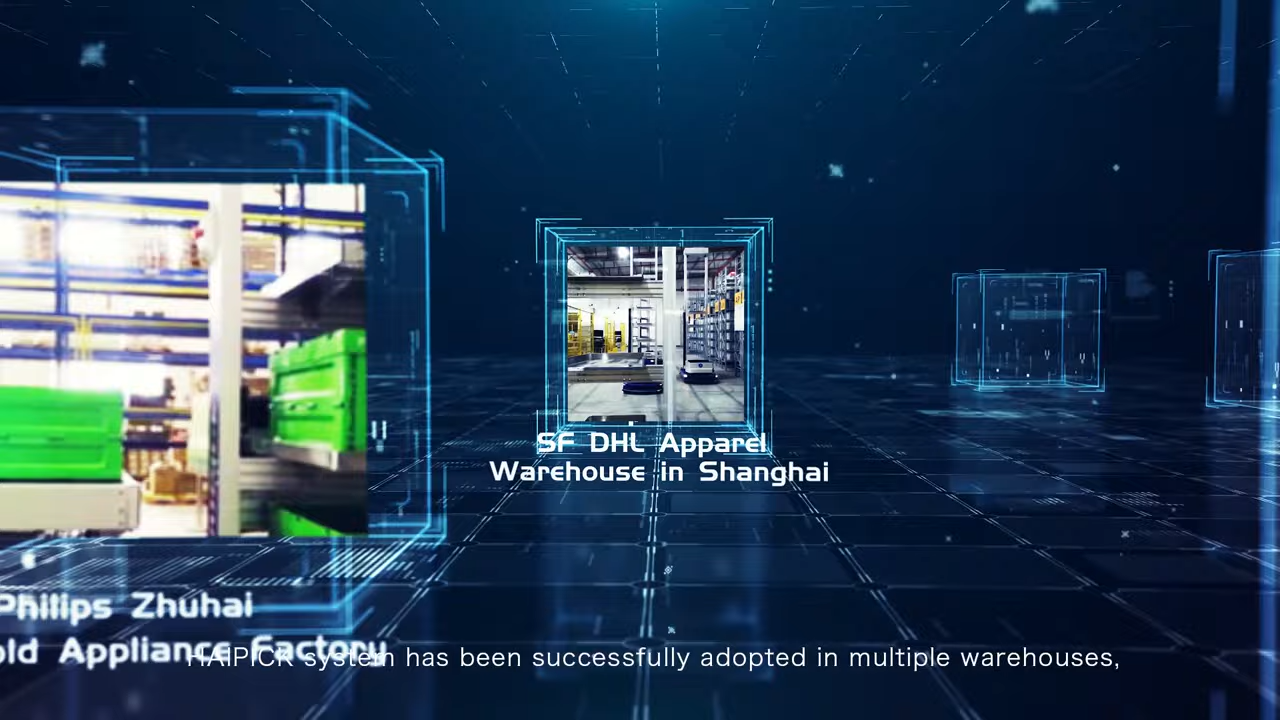 SF DHL Apparel
Warehouse in Shanghai
Philips Zhuhai
old Appliance Factory
HAIPICK system has been successfully adopted in multiple warehouses,